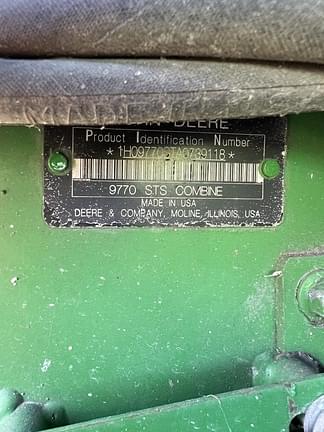 DEERE
Product Identification Number
*1H09770STA0739118*
9770 STS COMBINE
MADE IN USA
DEERE & COMPANY, MOLINE, ILLINOIS, USA